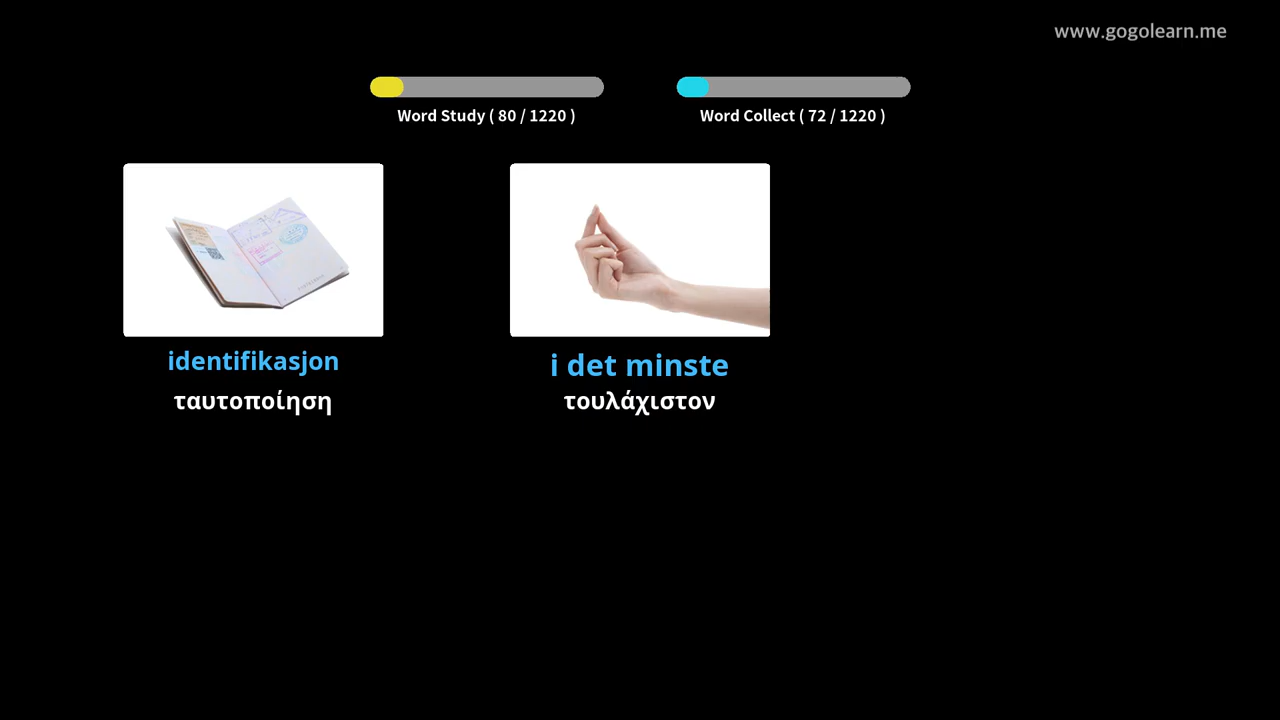 www.gogolearn.me
Word Study ( 80 / 1220 )
Word Collect ( 72 / 1220 )
identifikasjon
ταυτοποίηση
i det minste
τουλάχιστον